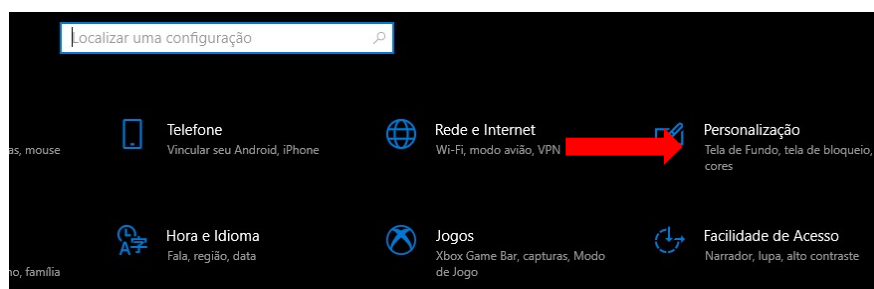 Localizar uma configuração
Telefone
Vincular seu Android, iPhone
Rede e Internet
Wi-Fi, modo avião, VPN
Personalização
Tela de Fundo, tela de bloqueio,
cores
as, mouse
Hora e Idioma
Fala, região, data
Jogos
Xbox Game Bar, capturas, Modo
de Jogo
Facilidade de Acesso
Narrador, lupa, alto contraste
no, família